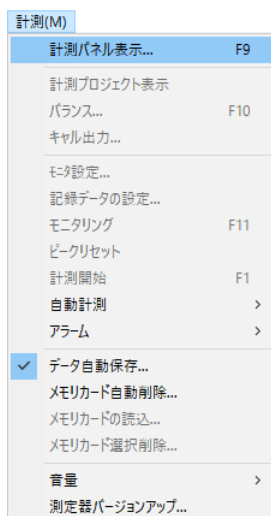 計測(M)
計測パネル表示... F9
計測プロジェクト表示
バランス... F10
キャル出力...
モニタ設定...
記録データの設定...
モニタリング F11
ピークリセット
計測開始 F1
自動計測
アラーム
データ自動保存...
メモリカード自動削除...
メモリカードの読込...
メモリカード選択削除...
音量
測定器バージョンアップ...